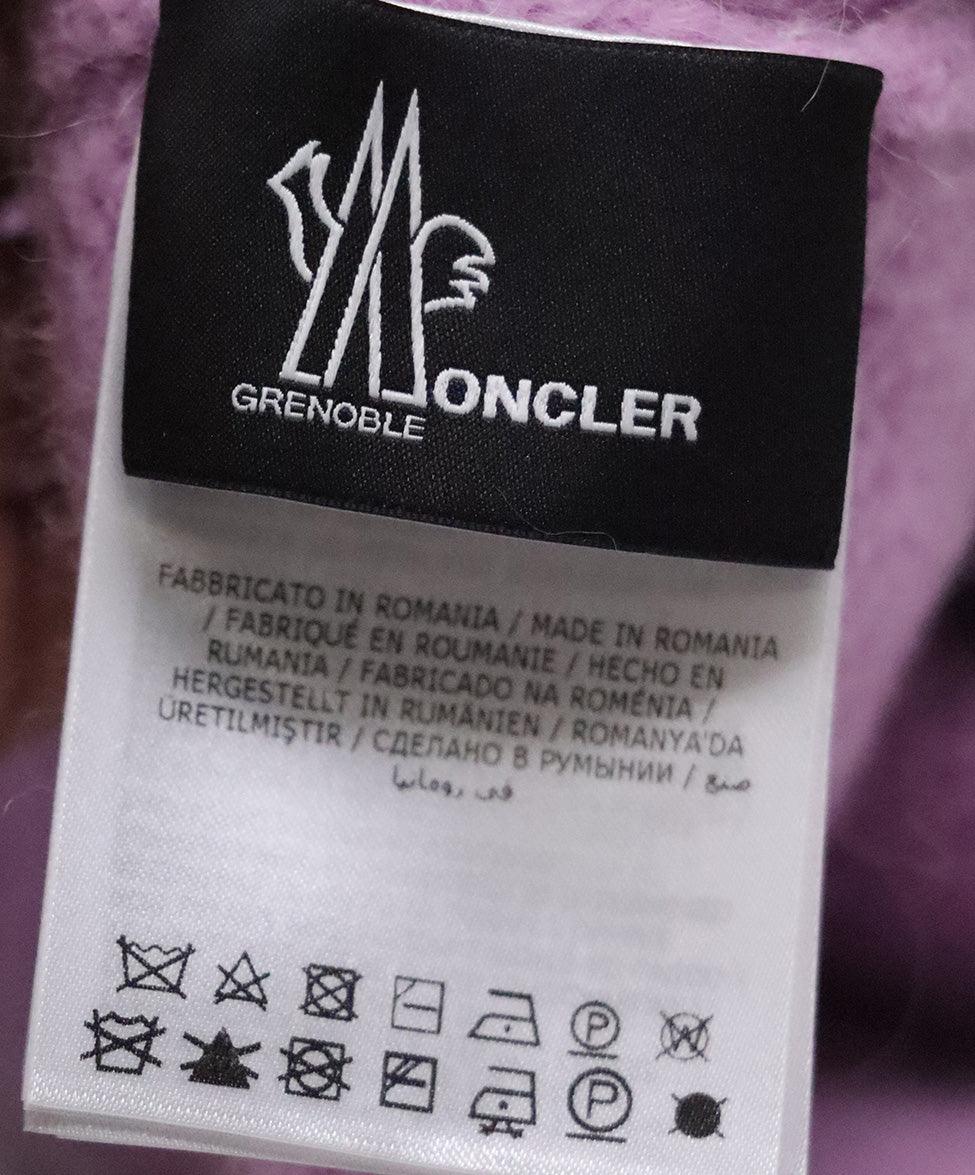 MONCLER
GRENOBLE
FABBRICATO IN ROMANIA / MADE IN ROMANIA
/ FABRIQUÉ EN ROUMANIE / HECHO EN
RUMANIA / FABRICADO NA ROMÉNIA /
HERGESTELLT IN RUMÄNIEN / ROMANYA'DA
ÜRETILMIŞTIR / СДЕЛАНО В РУМЫНИИ / صنع
في رومانيا
P W
P